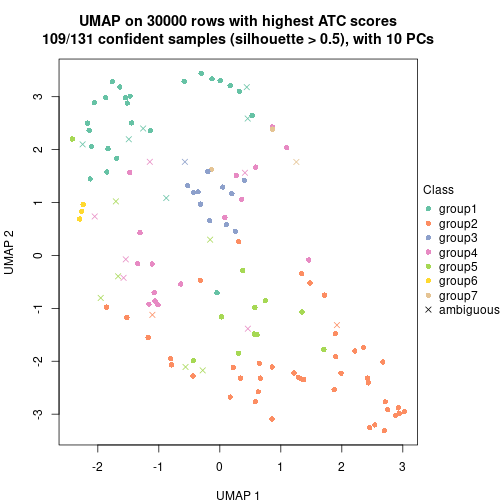 UMAP on 30000 rows with highest ATC scores
109/131 confident samples (silhouette > 0.5), with 10 PCs
3
2
1
0
-1
-2
-3
UMAP 2
-2
-1
0
1
2
3
UMAP 1
Class
group1
group2
group3
group4
group5
group6
group7
ambiguous